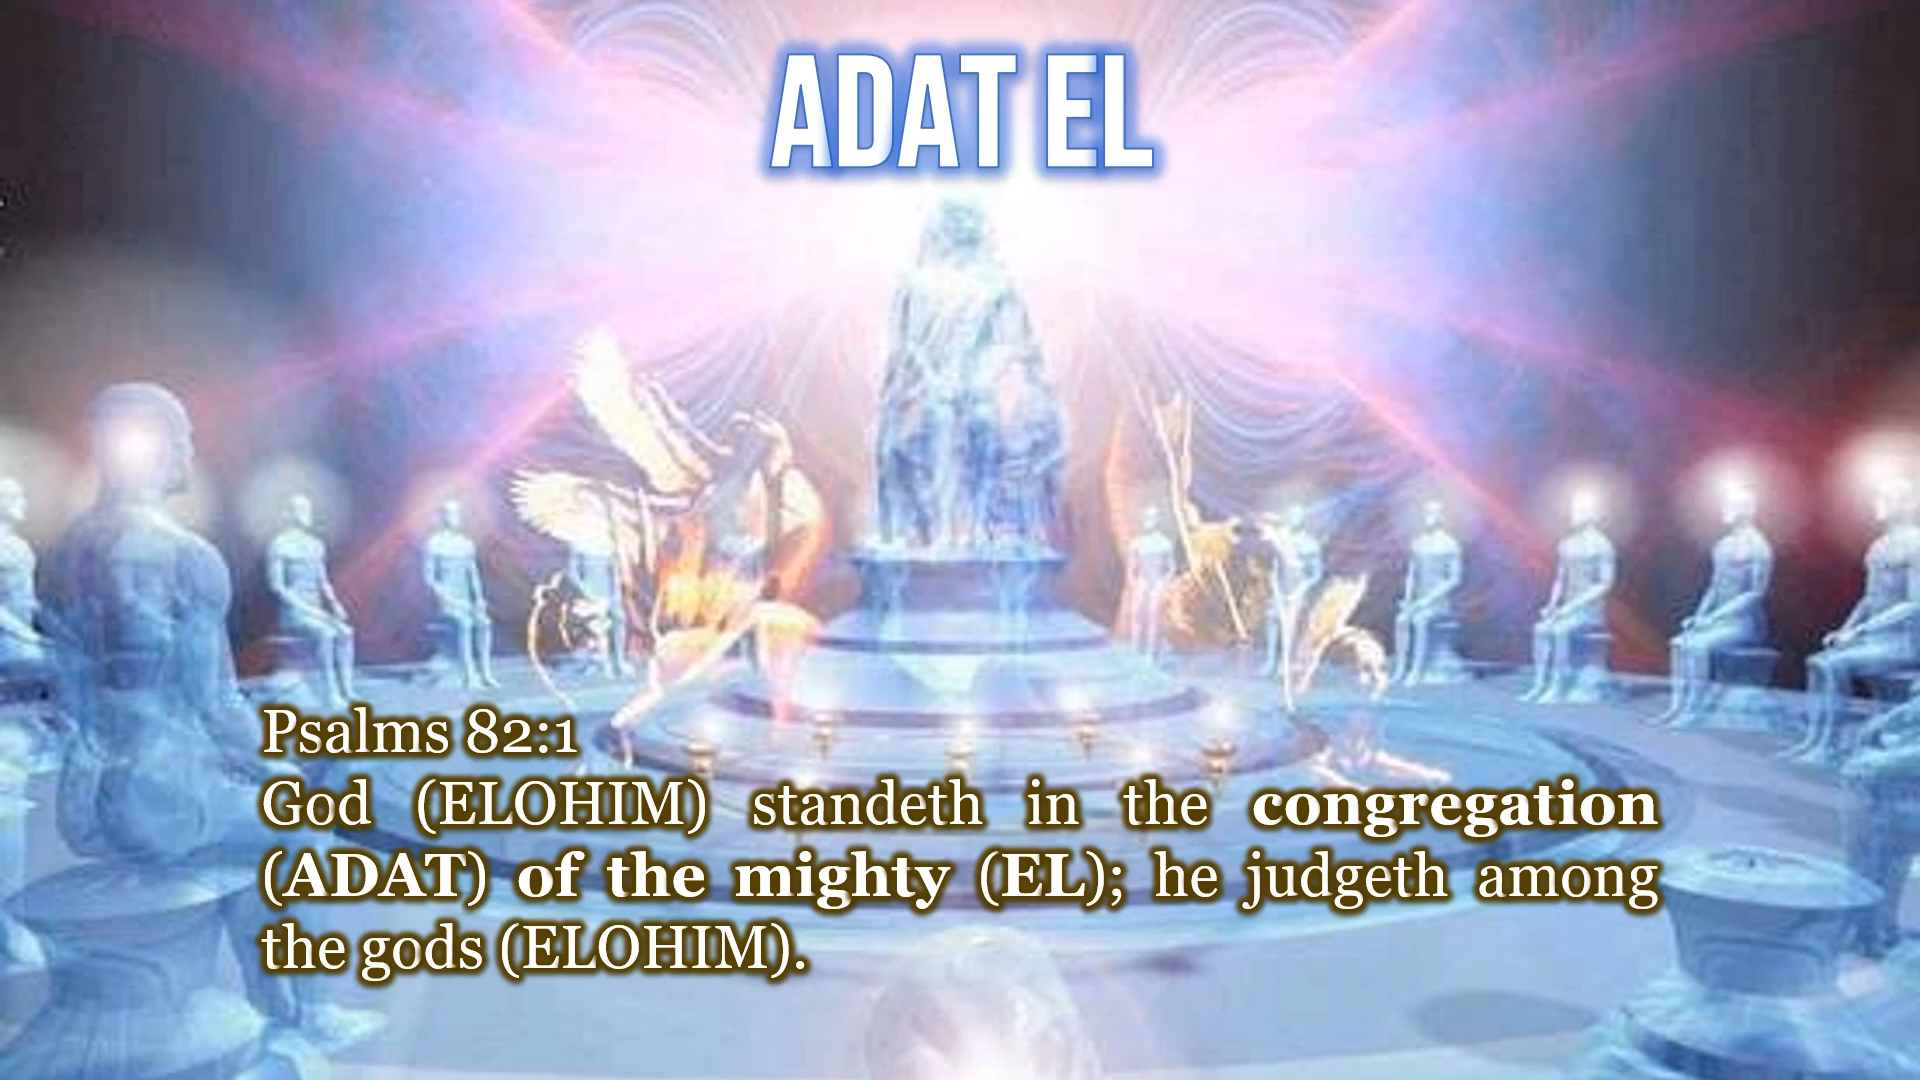 ADAT EL
Psalms 82:1
God (ELOHIM) standeth in the congregation
(ADAT) of the mighty (EL); he judgeth among
the gods (ELOHIM).